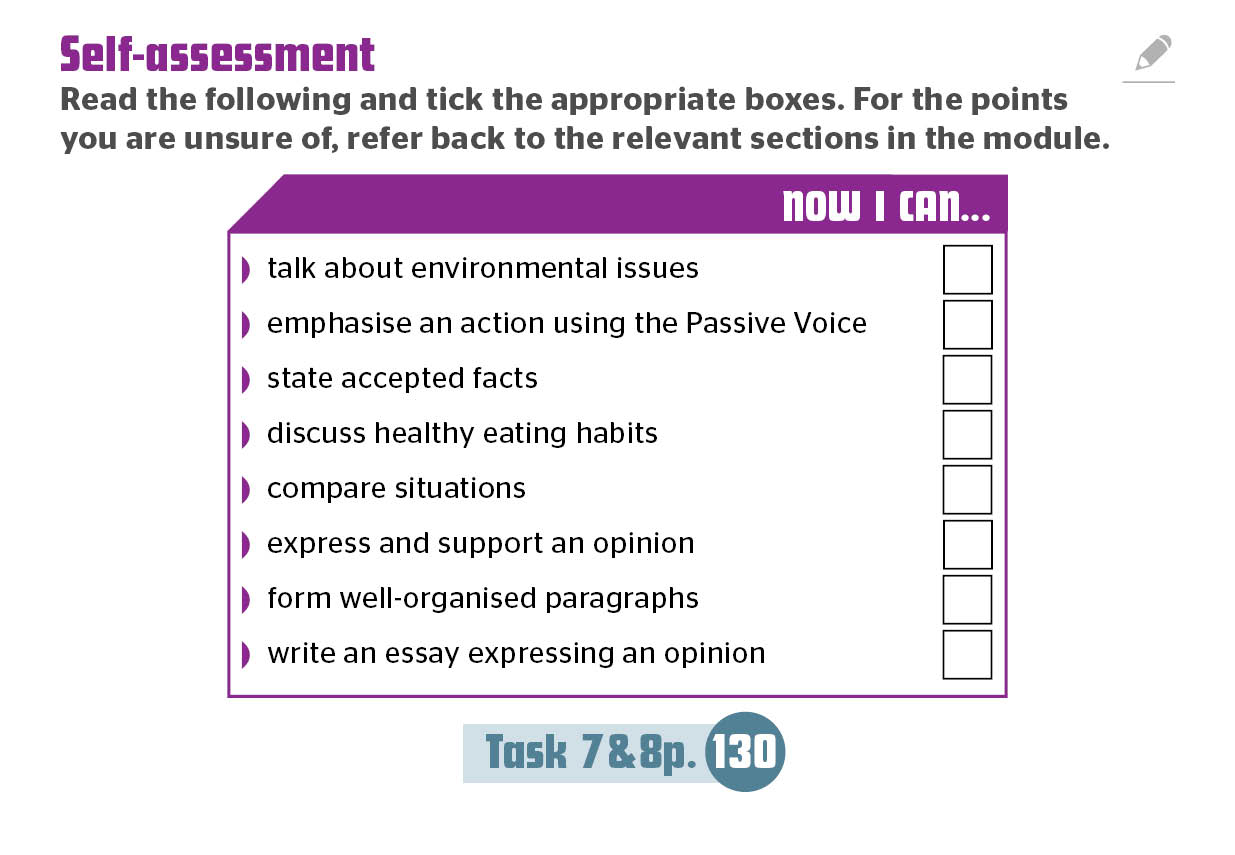 Self-assessment
Read the following and tick the appropriate boxes. For the points
you are unsure of, refer back to the relevant sections in the module.
NOW I CAN...
talk about environmental issues
emphasise an action using the Passive Voice
state accepted facts
discuss healthy eating habits
compare situations
express and support an opinion
form well-organised paragraphs
write an essay expressing an opinion
Task 7&8p. 130